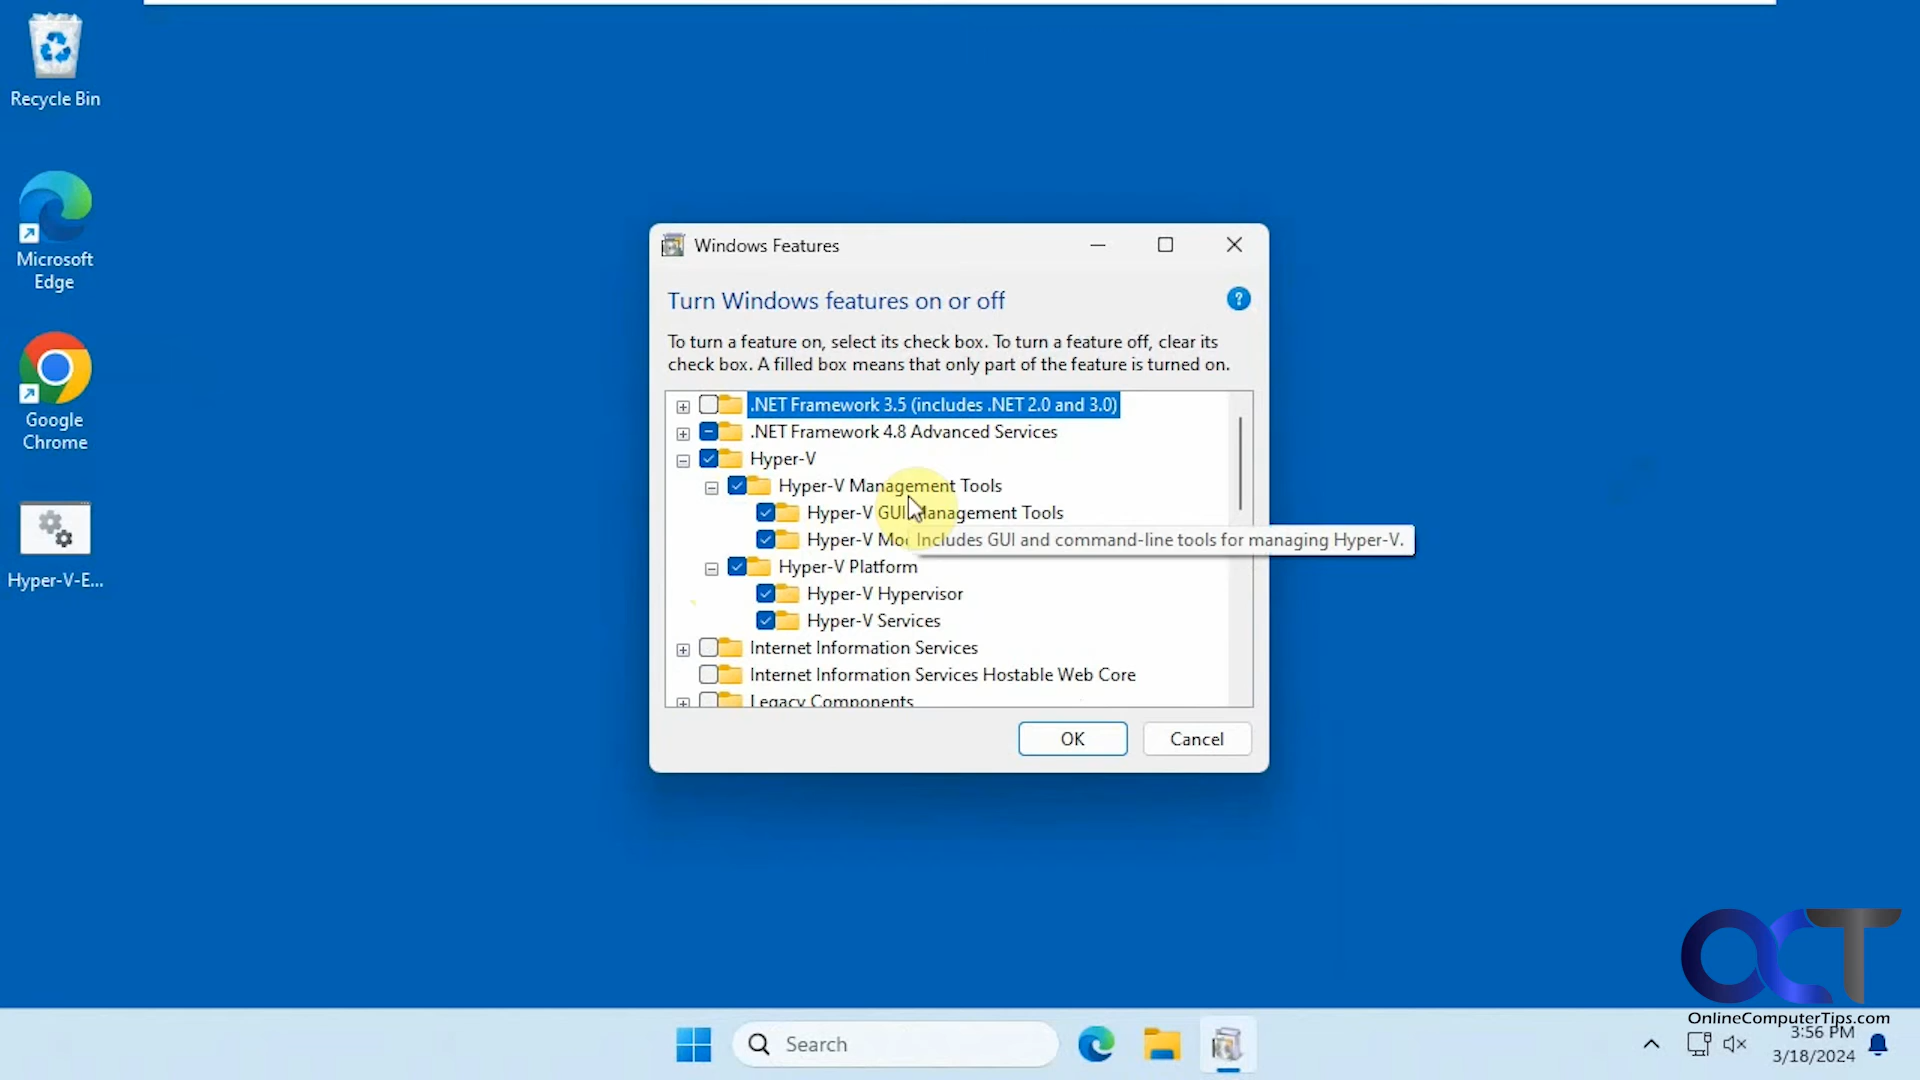 Recycle Bin
Microsoft
Edge
Google
Chrome
Hyper-V-E...
Windows Features
Turn Windows features on or off
?
To turn a feature on, select its check box. To turn a feature off, clear its
check box. A filled box means that only part of the feature is turned on.
.NET Framework 3.5 (includes .NET 2.0 and 3.0)
.NET Framework 4.8 Advanced Services
Hyper-V
Hyper-V Management Tools
Hyper-V GUI Management Tools
Hyper-V Mo
Includes GUI and command-line tools for managing Hyper-V.
Hyper-V Platform
Hyper-V Hypervisor
Hyper-V Services
Internet Information Services
Internet Information Services Hostable Web Core
Legacy Components
OK
Cancel
OCT
OnlineComputerTips.com
Search
3:56 PM
3/18/2024